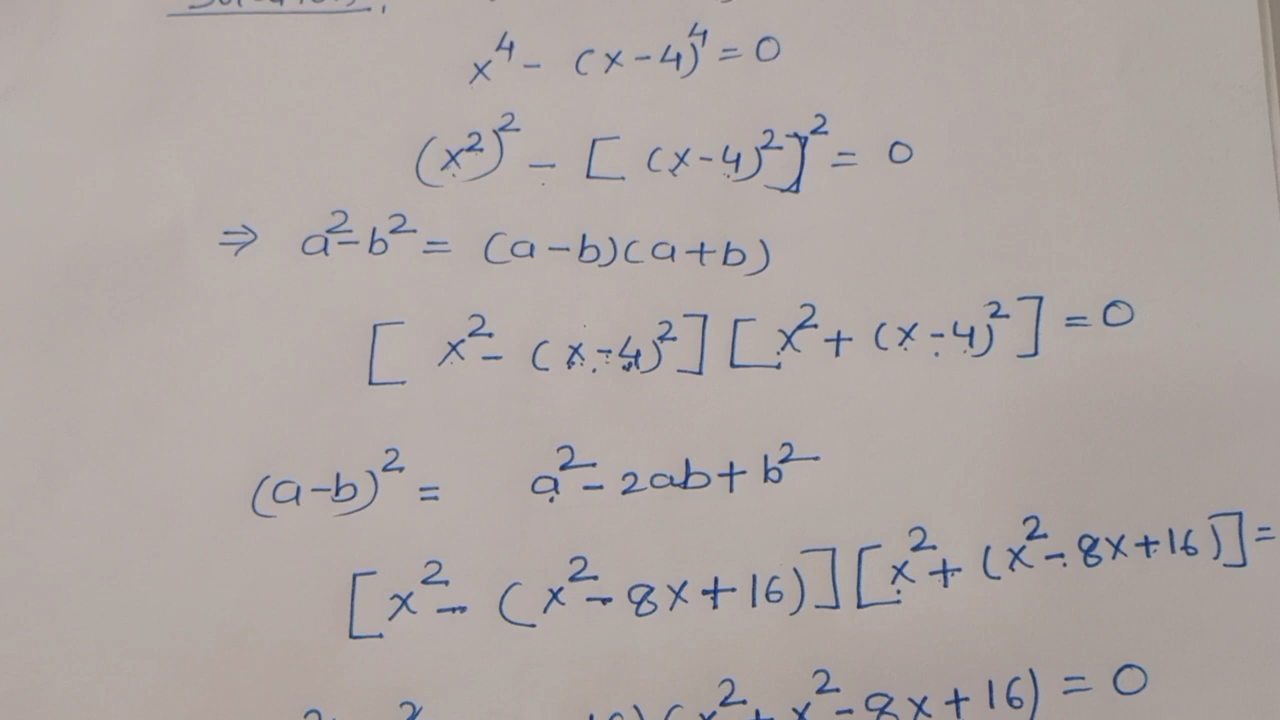 x⁴ - (x-4)⁴ = 0
(x²)² - [(x-4)²]² = 0
⇒ a²-b² = (a-b)(a+b)
[x² - (x-4)²][x² + (x-4)²] = 0
(a-b)² = a² - 2ab + b²
[x² - (x² - 8x + 16)][x² + (x² - 8x + 16)] =
x² + x² - 8x + 16) = 0